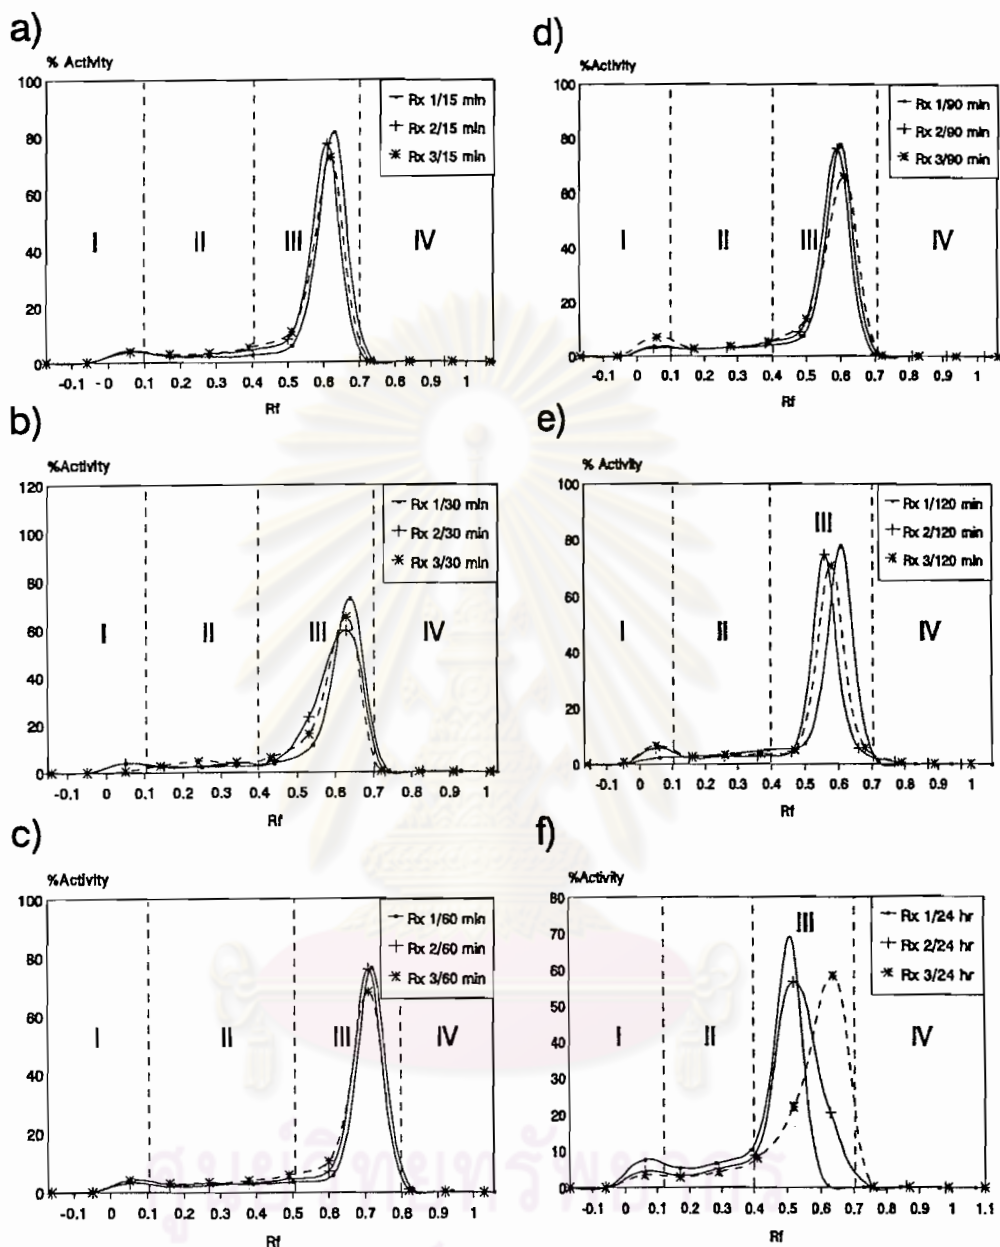 a)
% Activity
100
80
60
40
20
0
Rx 1/15 min
Rx 2/15 min
Rx 3/15 min
I II III IV
-0.1 -0 0.1 0.2 0.3 0.4 0.5 0.6 0.7 0.8 0.9 1
Rf
b)
%Activity
120
100
80
60
40
20
0
Rx 1/30 min
Rx 2/30 min
Rx 3/30 min
I II III IV
-0.1 0 0.1 0.2 0.3 0.4 0.5 0.6 0.7 0.8 0.9 1
Rf
c)
%Activity
100
80
60
40
20
0
Rx 1/60 min
Rx 2/60 min
Rx 3/60 min
I II III IV
-0.1 0 0.1 0.2 0.3 0.4 0.5 0.6 0.7 0.8 0.9 1
Rf
d)
%Activity
100
80
60
40
20
0
Rx 1/90 min
Rx 2/90 min
Rx 3/90 min
I II III IV
-0.1 0 0.1 0.2 0.3 0.4 0.5 0.6 0.7 0.8 0.9 1
Rf
e)
% Activity
100
80
60
40
20
0
Rx 1/120 min
Rx 2/120 min
Rx 3/120 min
III
I II IV
-0.1 0 0.1 0.2 0.3 0.4 0.5 0.6 0.7 0.8 0.9 1
Rf
f)
%Activity
80
70
60
50
40
30
20
10
0
Rx 1/24 hr
Rx 2/24 hr
Rx 3/24 hr
III
I II IV
-0.1 0 0.1 0.2 0.3 0.4 0.5 0.6 0.7 0.8 0.9 1 1.1
Rf
ศูนย์วิทยทรัพยากร